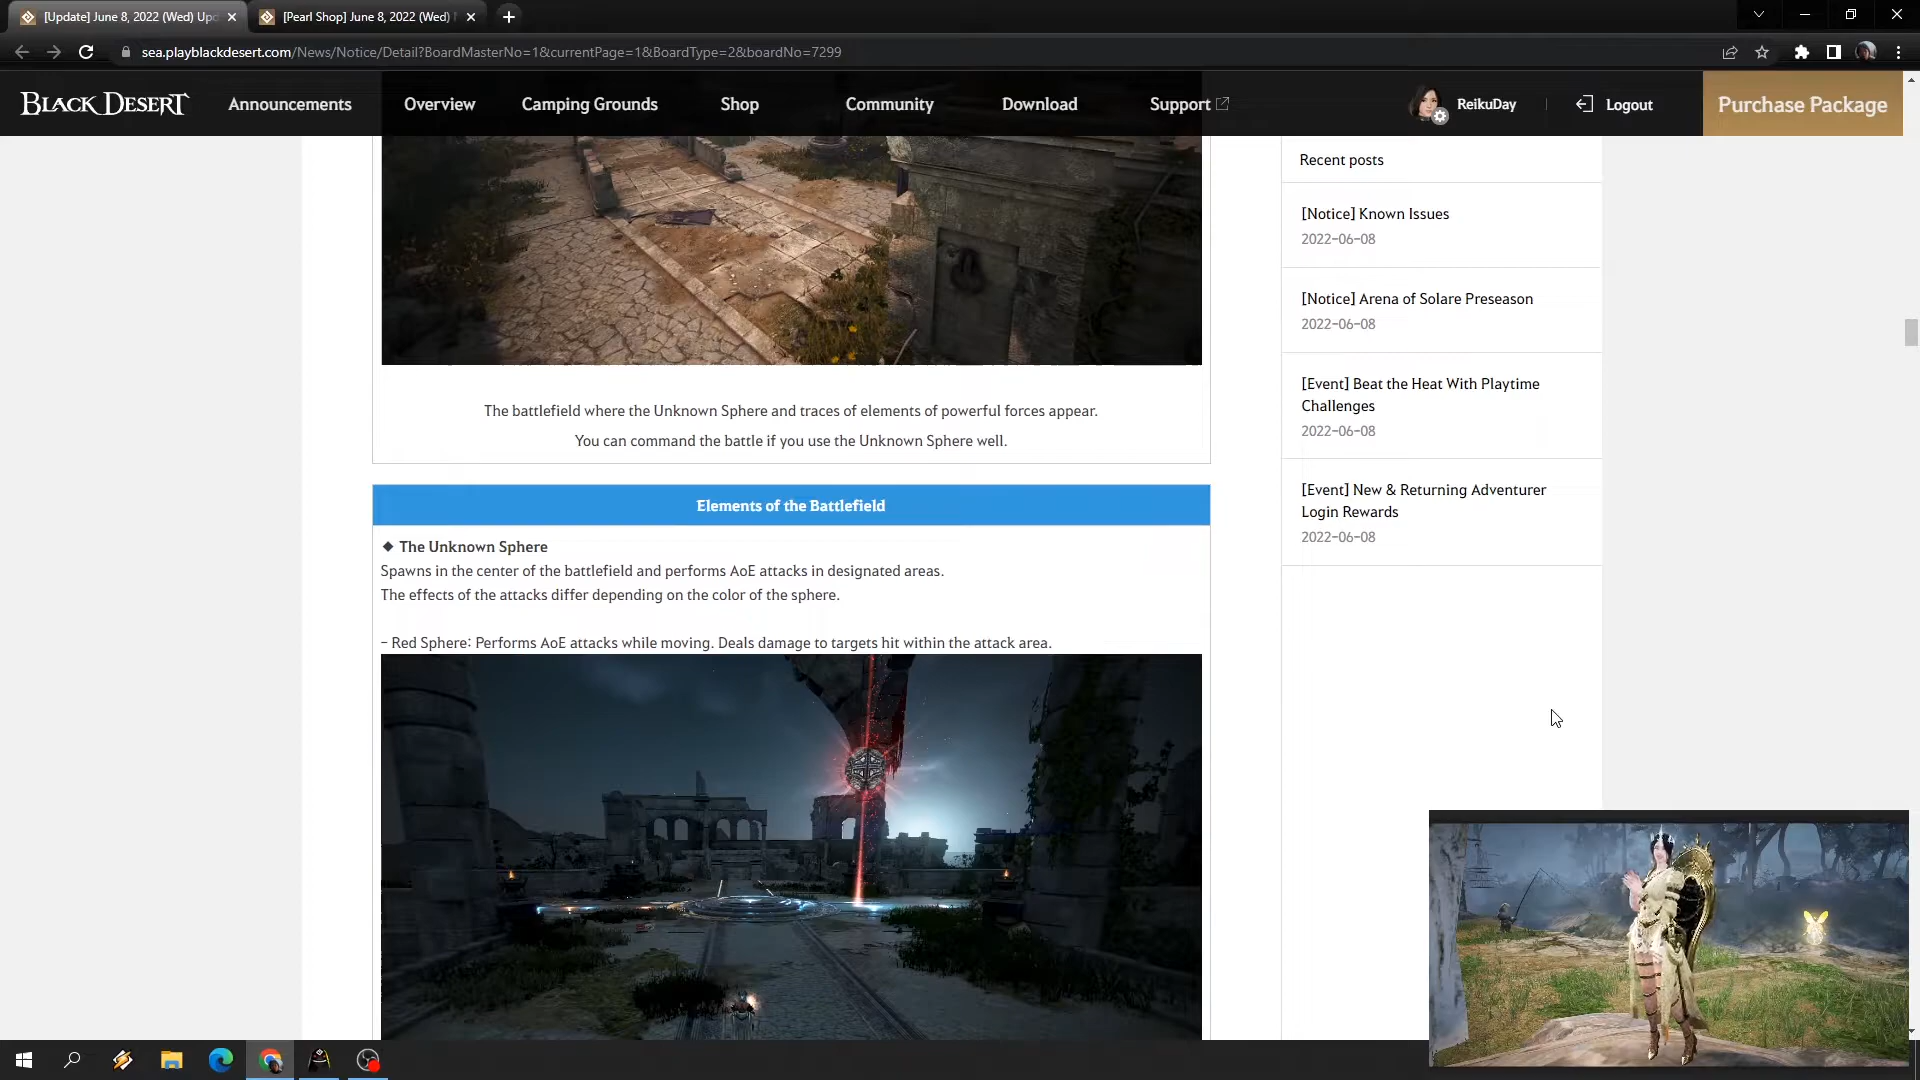 [Update] June 8, 2022 (Wed) Upd
[Pearl Shop] June 8, 2022 (Wed)
sea.playblackdesert.com/News/Notice/Detail?BoardMasterNo=1&currentPage=1&BoardType=2&boardNo=7299
BLACK DESERT
Announcements
Overview
Camping Grounds
Shop
Community
Download
Support
ReikuDay
Logout
Purchase Package
The battlefield where the Unknown Sphere and traces of elements of powerful forces appear.
You can command the battle if you use the Unknown Sphere well.
Elements of the Battlefield
◆ The Unknown Sphere
Spawns in the center of the battlefield and performs AoE attacks in designated areas.
The effects of the attacks differ depending on the color of the sphere.
- Red Sphere: Performs AoE attacks while moving. Deals damage to targets hit within the attack area.
Recent posts
[Notice] Known Issues
2022-06-08
[Notice] Arena of Solare Preseason
2022-06-08
[Event] Beat the Heat With Playtime
Challenges
2022-06-08
[Event] New & Returning Adventurer
Login Rewards
2022-06-08